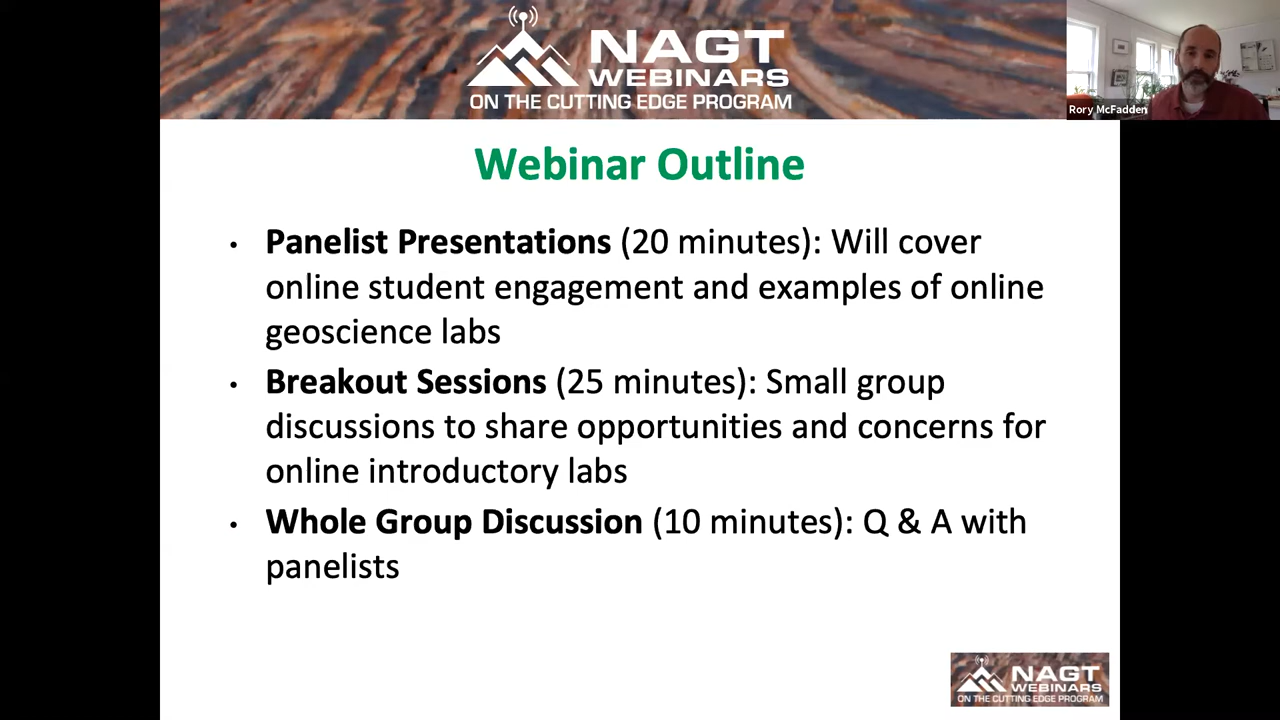 NAGT
WEBINARS
ON THE CUTTING EDGE PROGRAM
Rory McFadden
Webinar Outline
• Panelist Presentations (20 minutes): Will cover
online student engagement and examples of online
geoscience labs
• Breakout Sessions (25 minutes): Small group
discussions to share opportunities and concerns for
online introductory labs
• Whole Group Discussion (10 minutes): Q & A with
panelists
NAGT
WEBINARS
ON THE CUTTING EDGE PROGRAM